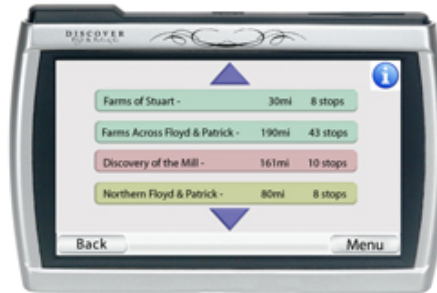 DISCOVER
i
Farms of Stuart - 30mi 8 stops
Farms Across Floyd & Patrick - 190mi 43 stops
Discovery of the Mill - 161mi 10 stops
Northern Floyd & Patrick - 80mi 8 stops
Back Menu